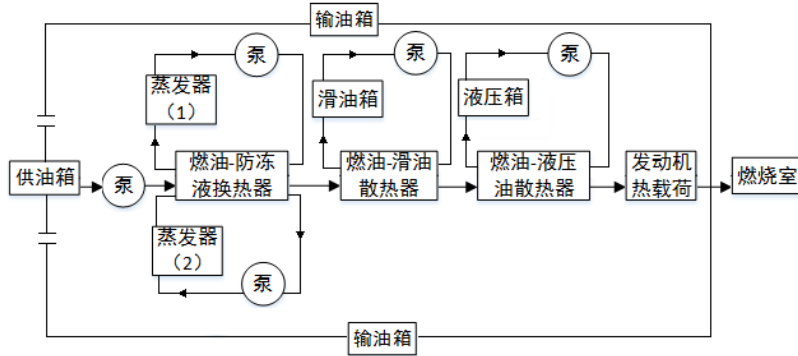 输油箱
泵
泵
泵
蒸发器
（1）
滑油箱
液压箱
供油箱
泵
燃油-防冻
液换热器
燃油-滑油
散热器
燃油-液压
油散热器
发动机
热载荷
燃烧室
蒸发器
（2）
泵
输油箱